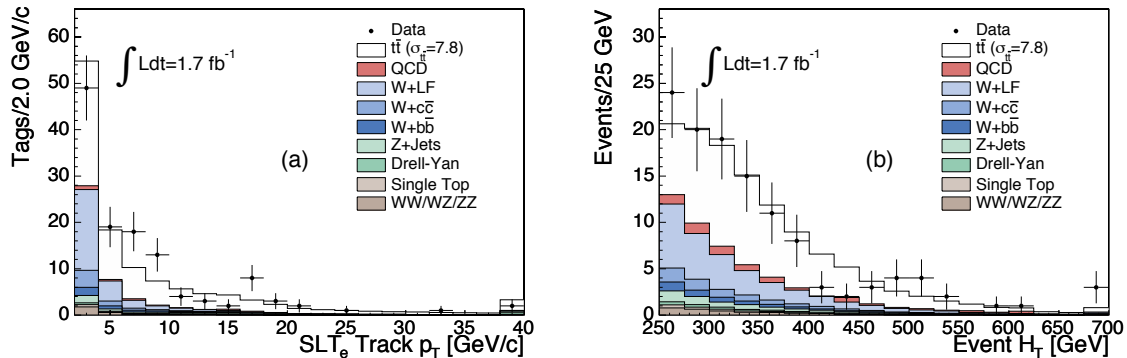 Tags/2.0 GeV/c
60
50
40
30
20
10
0
∫ Ldt=1.7 fb⁻¹
Data
tt̄ (σ_tt̄=7.8)
QCD
W+LF
W+cc̄
W+bb̄
Z+Jets
Drell-Yan
Single Top
WW/WZ/ZZ
(a)
5 10 15 20 25 30 35 40
SLTₑ Track p_T [GeV/c]
Events/25 GeV
30
25
20
15
10
5
0
∫ Ldt=1.7 fb⁻¹
Data
tt̄ (σ_tt̄=7.8)
QCD
W+LF
W+cc̄
W+bb̄
Z+Jets
Drell-Yan
Single Top
WW/WZ/ZZ
(b)
250 300 350 400 450 500 550 600 650 700
Event H_T [GeV]